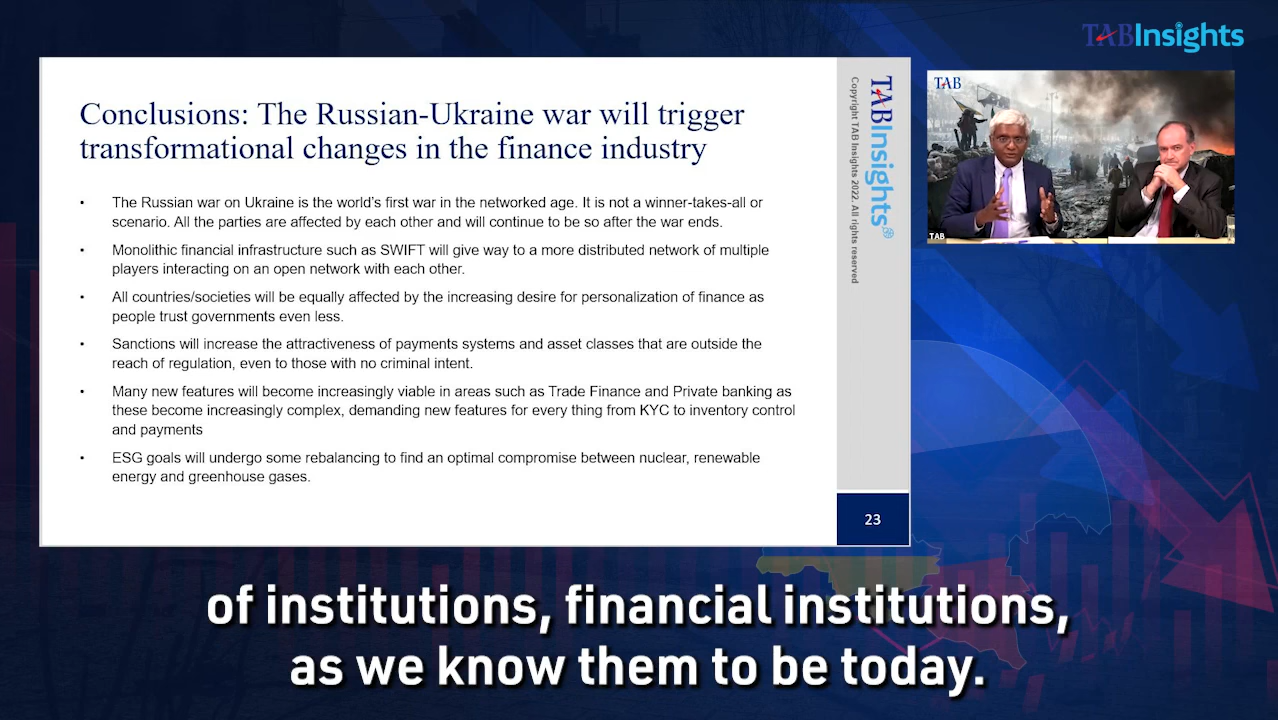 TABInsights
Conclusions: The Russian-Ukraine war will trigger
transformational changes in the finance industry
• The Russian war on Ukraine is the world's first war in the networked age. It is not a winner-takes-all or
scenario. All the parties are affected by each other and will continue to be so after the war ends.
• Monolithic financial infrastructure such as SWIFT will give way to a more distributed network of multiple
players interacting on an open network with each other.
• All countries/societies will be equally affected by the increasing desire for personalization of finance as
people trust governments even less.
• Sanctions will increase the attractiveness of payments systems and asset classes that are outside the
reach of regulation, even to those with no criminal intent.
• Many new features will become increasingly viable in areas such as Trade Finance and Private banking as
these become increasingly complex, demanding new features for every thing from KYC to inventory control
and payments
• ESG goals will undergo some rebalancing to find an optimal compromise between nuclear, renewable
energy and greenhouse gases.
TABInsights
Copyright TAB Insights 2022. All rights reserved
23
TAB
TAB
of institutions, financial institutions,
as we know them to be today.